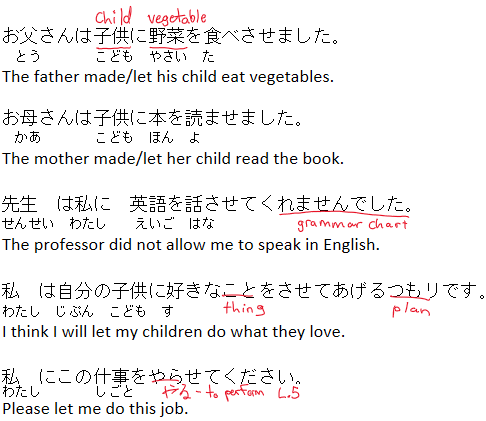 child vegetable
お父さんは子供に野菜を食べさせました。
とう こども やさい た
The father made/let his child eat vegetables.
お母さんは子供に本を読ませました。
かあ こども ほん よ
The mother made/let her child read the book.
先生 は私に 英語を話させてくれませんでした。
せんせい わたし えいご はな grammar chart
The professor did not allow me to speak in English.
私 は自分の子供に好きなことをさせてあげるつもりです。
わたし じぶん こども す thing plan
I think I will let my children do what they love.
私 にこの仕事をやらせてください。
わたし しごと やる - to perform L.5
Please let me do this job.